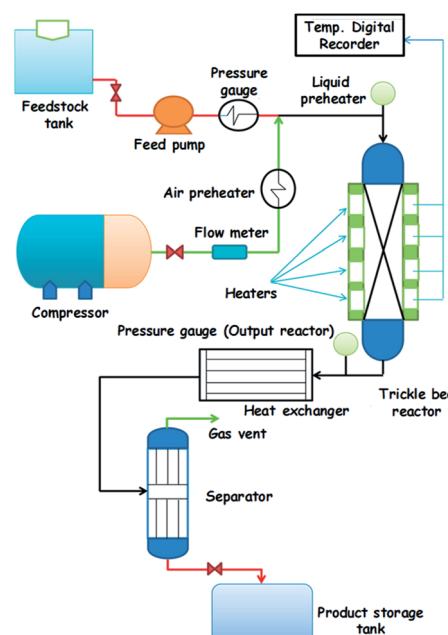 Temp. Digital
Recorder
Pressure
gauge
Liquid
preheater
Feedstock
tank
Feed pump
Air preheater
Flow meter
Heaters
Compressor
Pressure gauge (Output reactor)
Trickle be
reactor
Heat exchanger
Gas vent
Separator
Product storage
tank